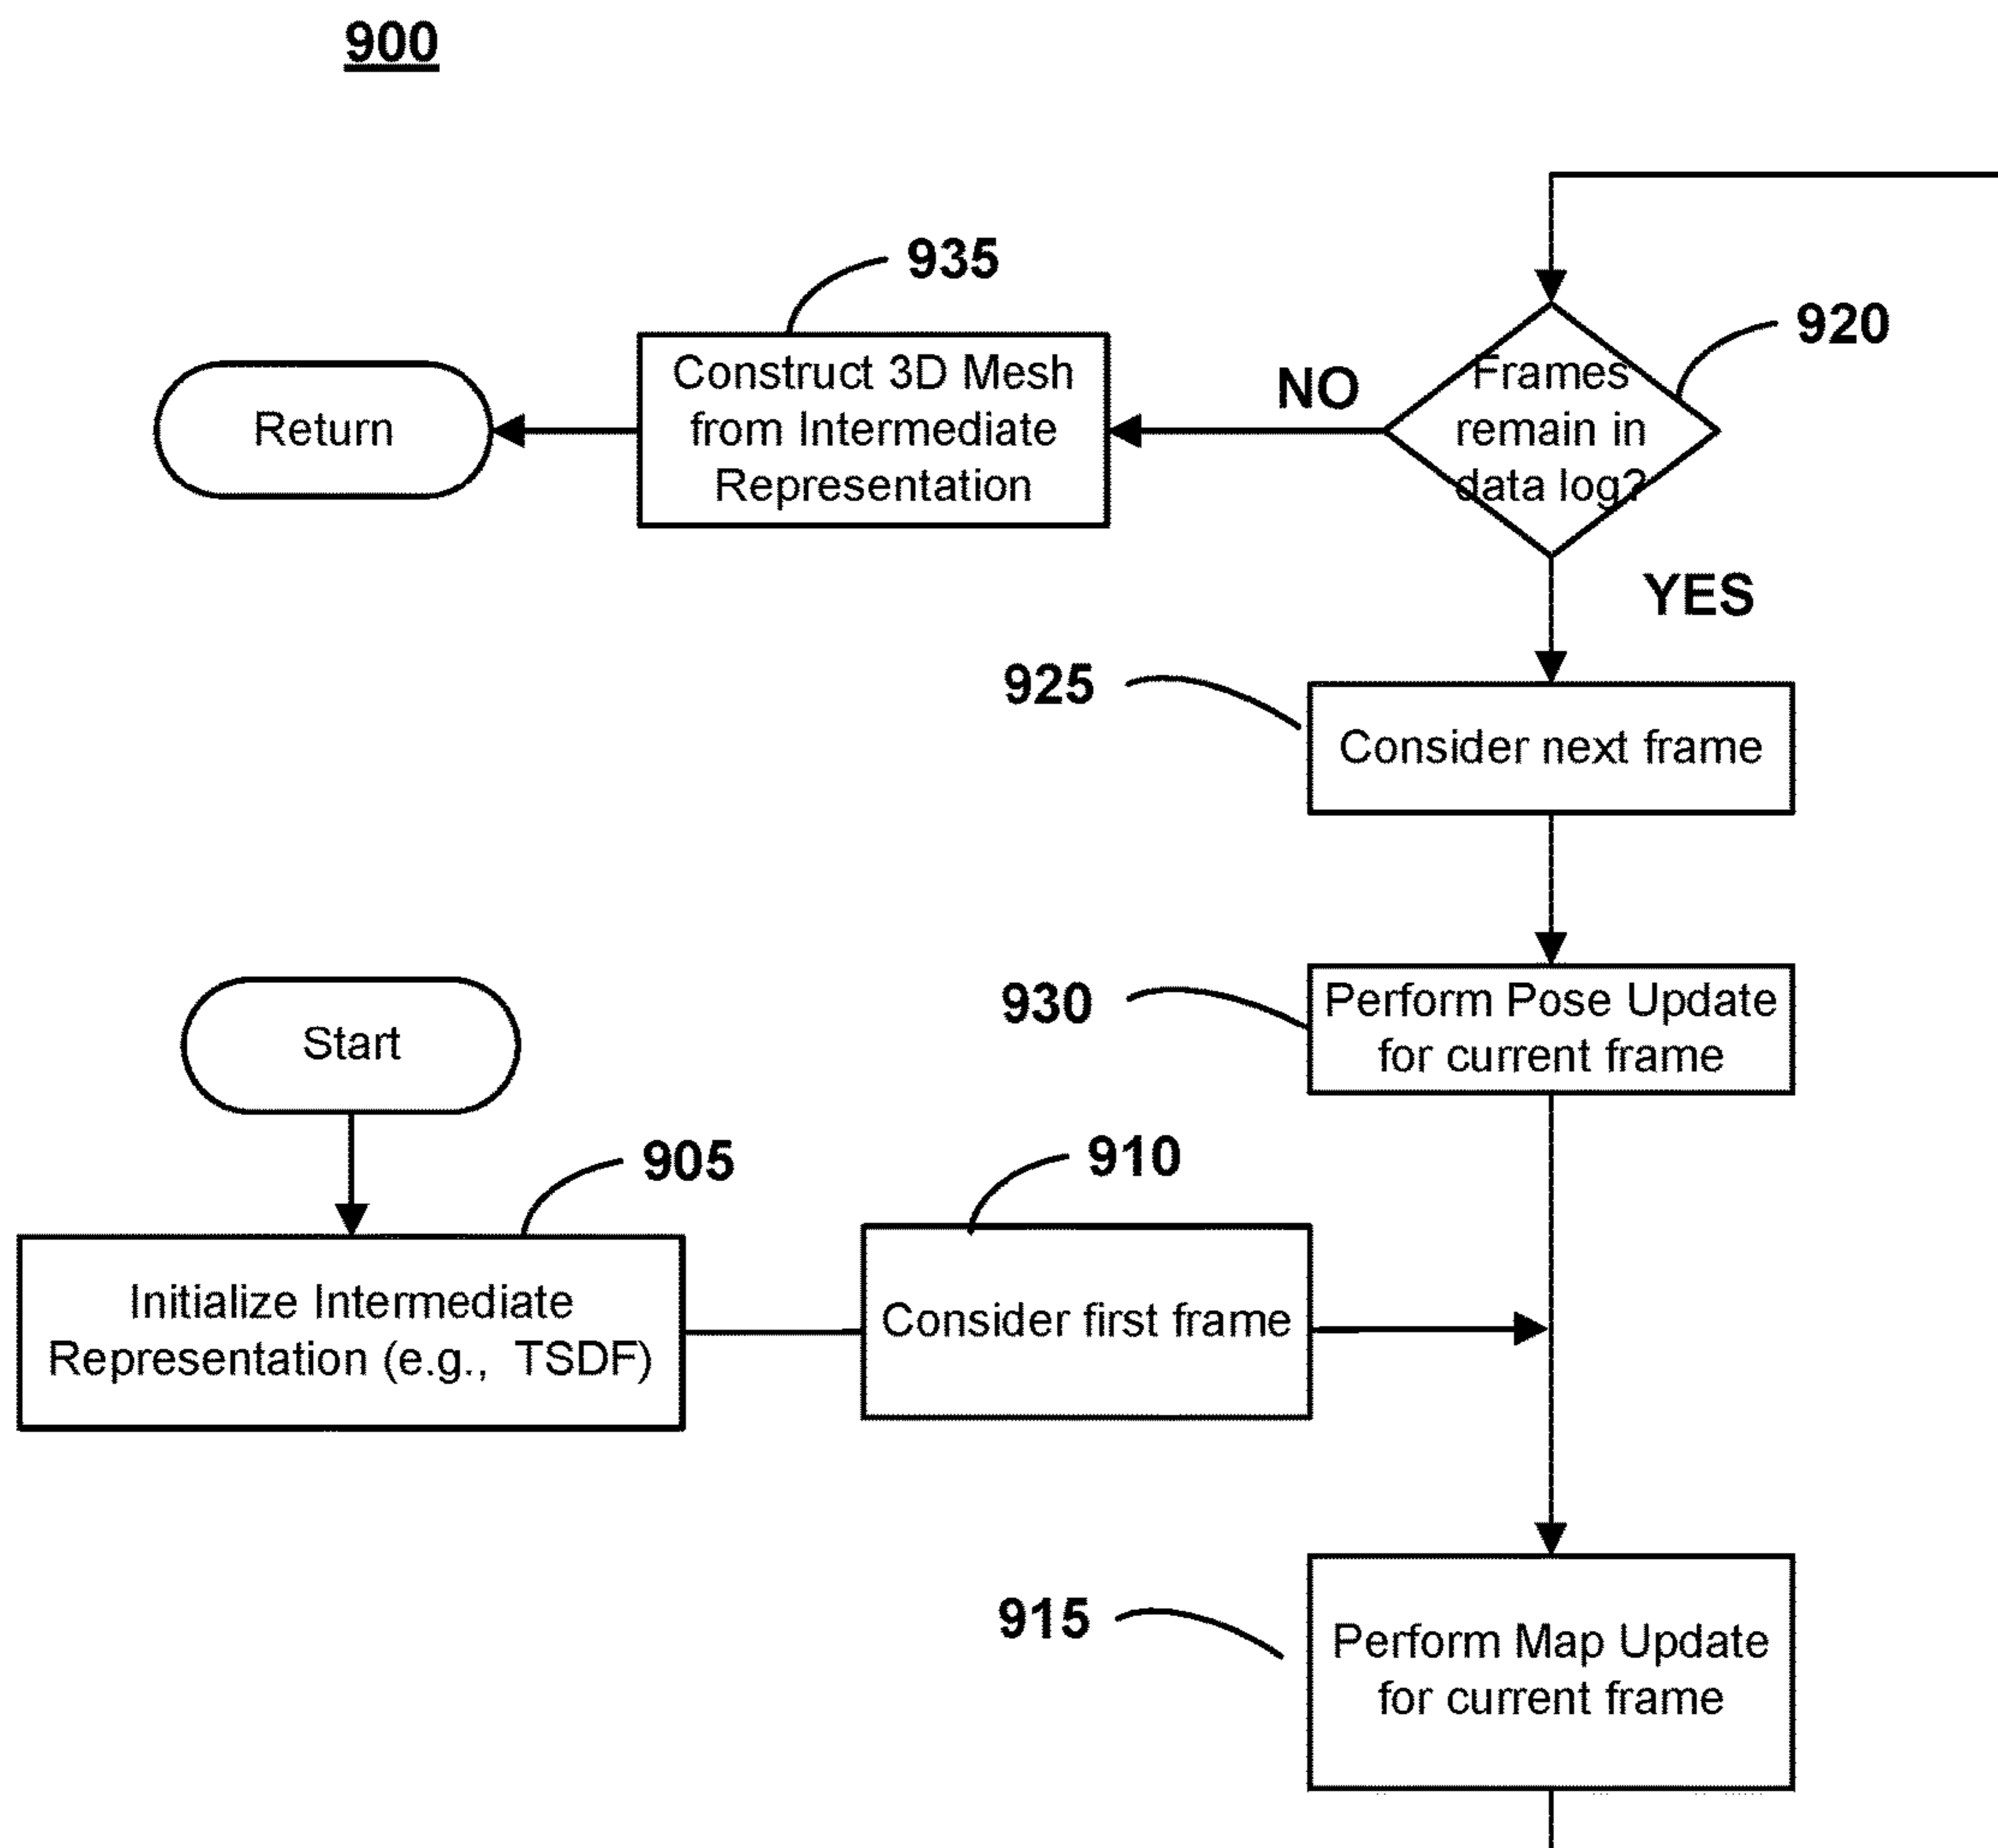 900
935
920
Return
Construct 3D Mesh
from Intermediate
Representation
NO
Frames
remain in
data log?
YES
925
Consider next frame
930
Perform Pose Update
for current frame
Start
905
910
Initialize Intermediate
Representation (e.g., TSDF)
Consider first frame
915
Perform Map Update
for current frame